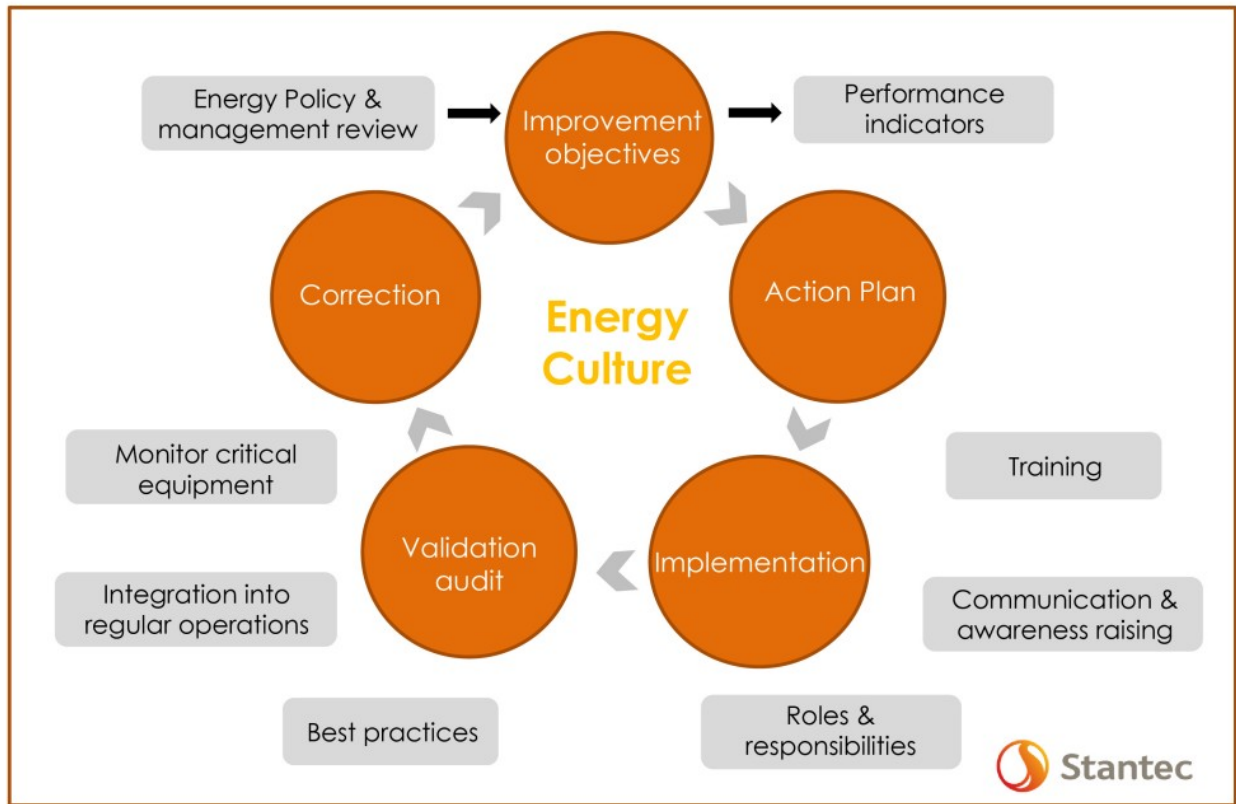 Energy Policy &
management review
Improvement
objectives
Performance
indicators
Correction
Energy
Culture
Action Plan
Monitor critical
equipment
Training
Validation
audit
Implementation
Integration into
regular operations
Communication &
awareness raising
Best practices
Roles &
responsibilities
Stantec